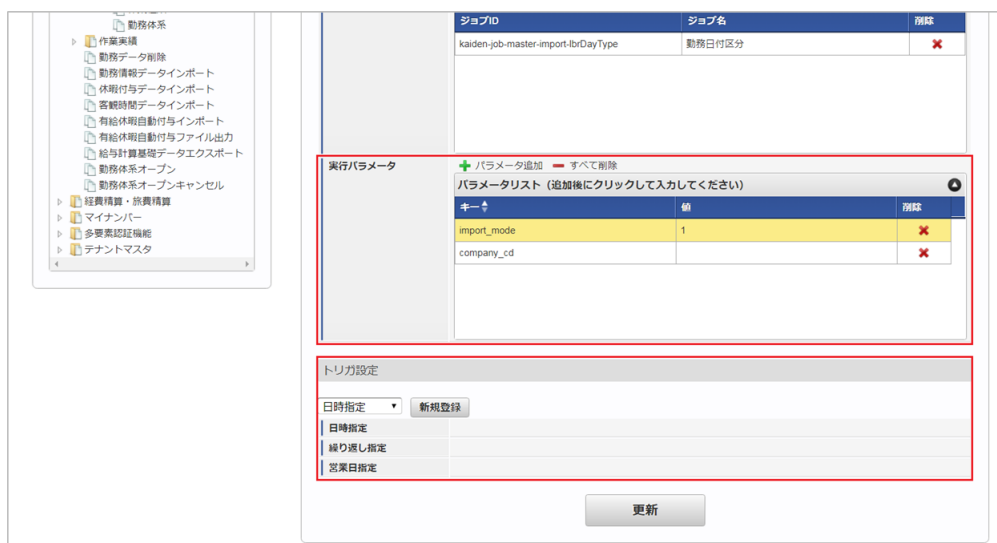 勤務体系
作業実績
勤務データ削除
勤務情報データインポート
休暇付与データインポート
客観時間データインポート
有給休暇自動付与インポート
有給休暇自動付与ファイル出力
給与計算基礎データエクスポート
勤務体系オープン
勤務体系オープンキャンセル
経費精算・旅費精算
マイナンバー
多要素認証機能
テナントマスタ
ジョブID ジョブ名 削除
kaiden-job-master-import-lbrDayType 勤務日付区分
実行パラメータ パラメータ追加 すべて削除
パラメータリスト（追加後にクリックして入力してください）
キー 値 削除
import_mode 1
company_cd
トリガ設定
日時指定 新規登録
日時指定
繰り返し指定
営業日指定
更新